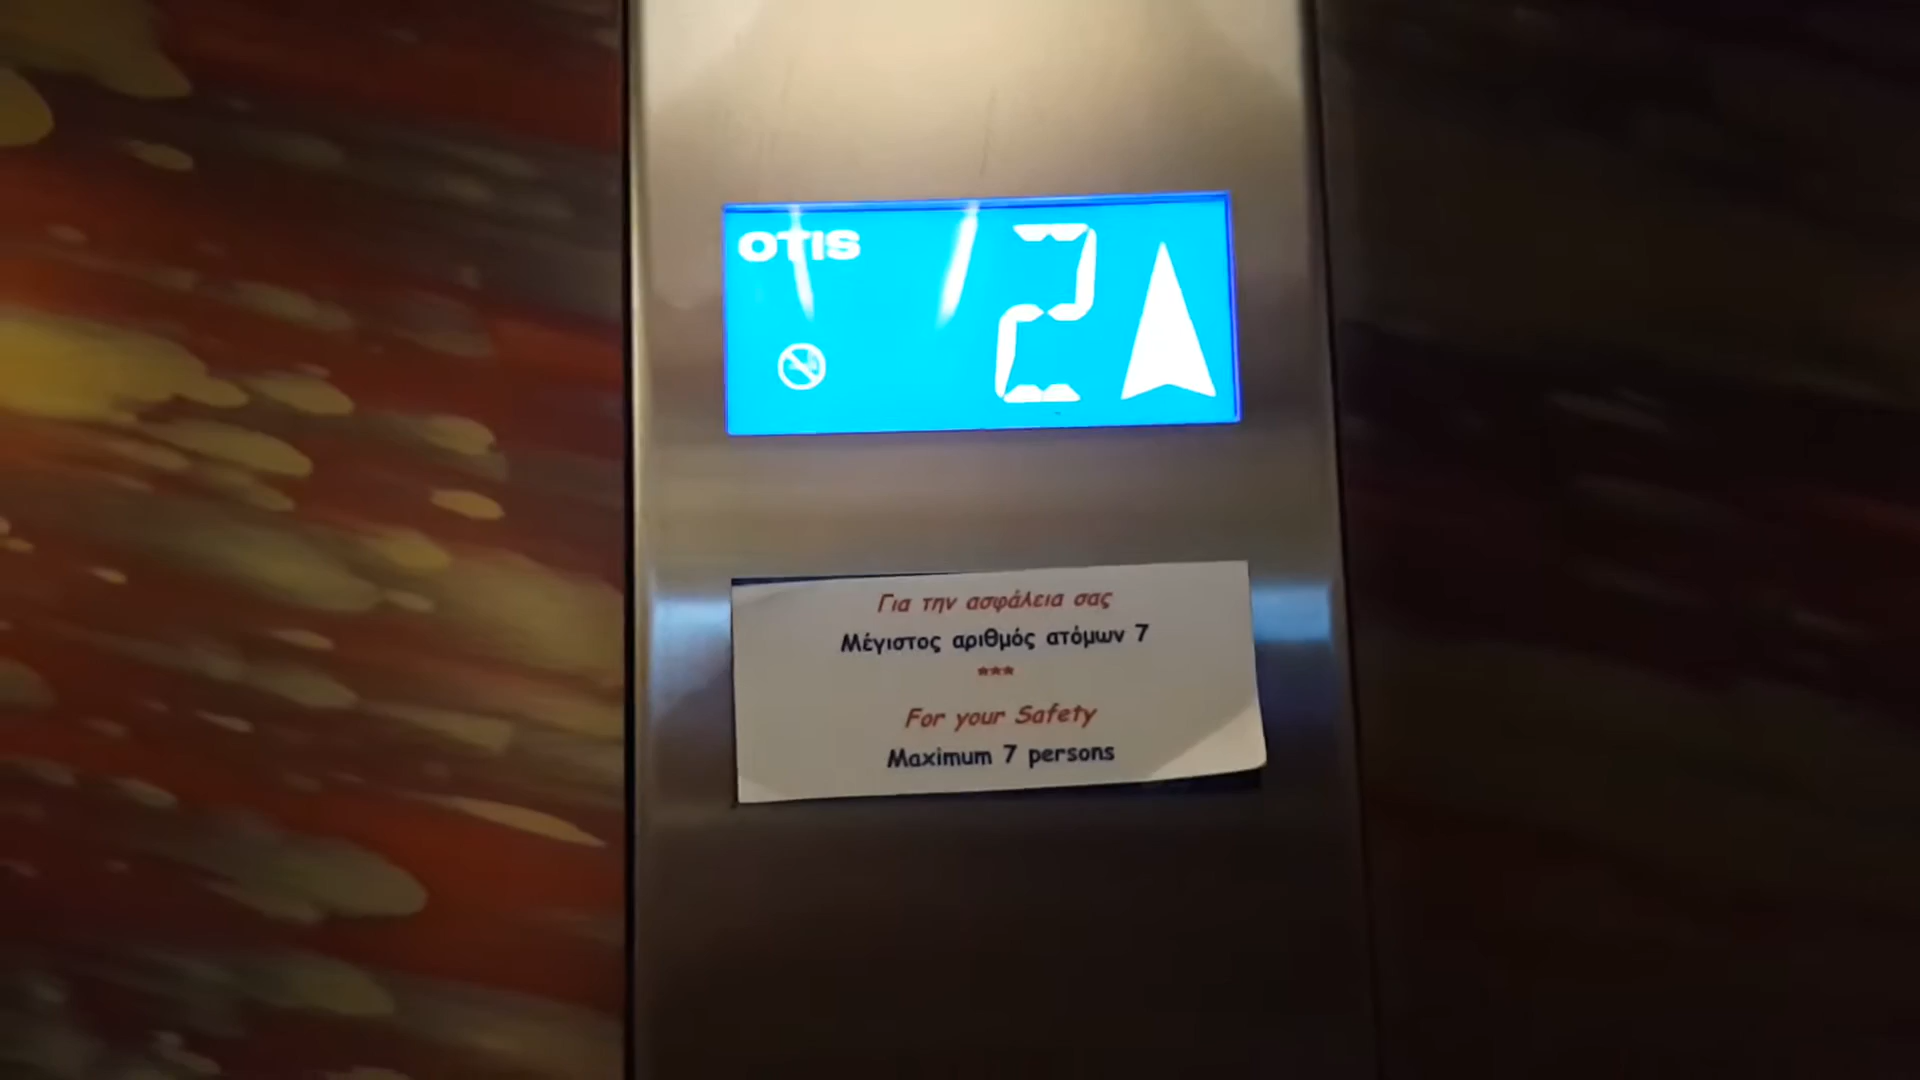 OTIS
2
Για την ασφάλεια σας
Μέγιστος αριθμός ατόμων 7
***
For your Safety
Maximum 7 persons